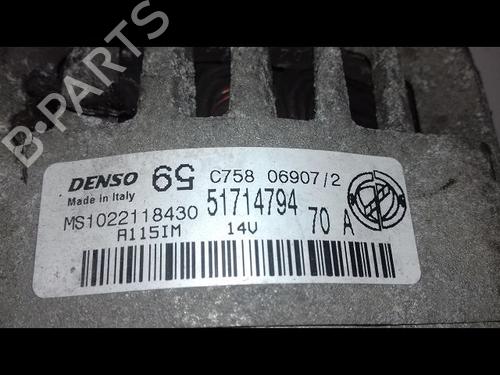 B-PARTS
DENSO 59 C758 06907/2
Made in Italy
MS1022118430 51714794 70 A
A115IM 14V